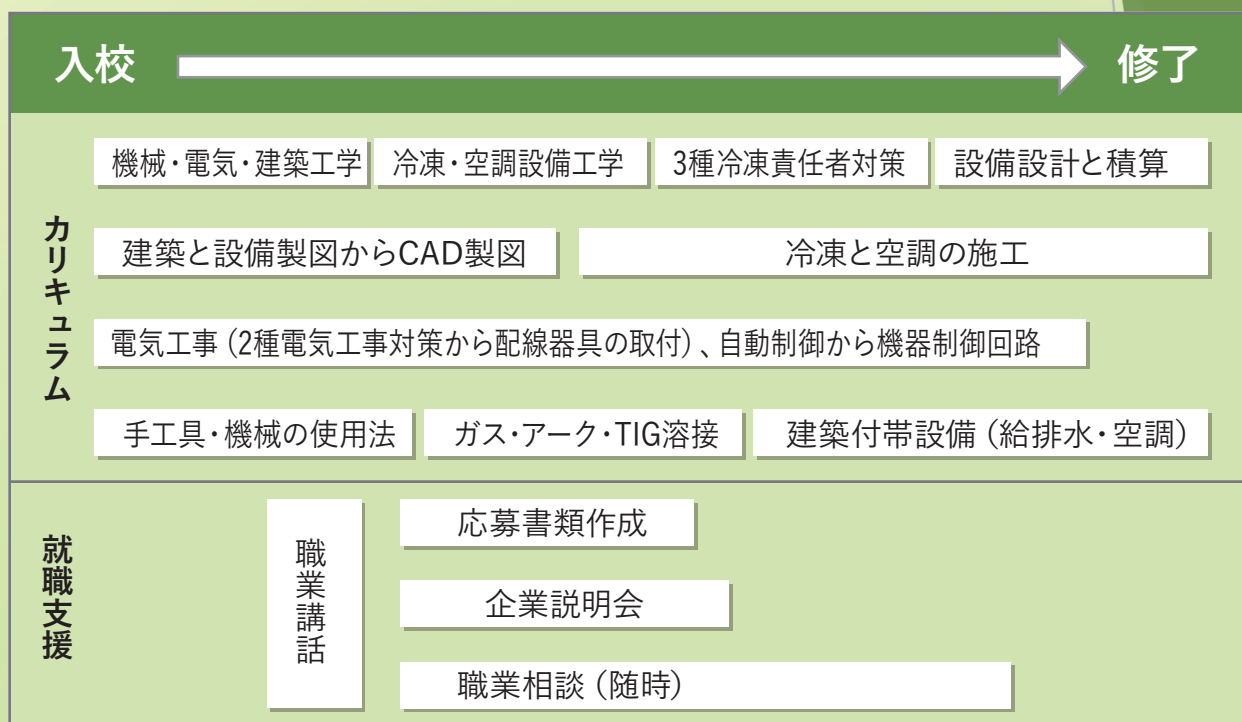 入校
修了
カリキュラム
機械・電気・建築工学
冷凍・空調設備工学
3種冷凍責任者対策
設備設計と積算
建築と設備製図からCAD製図
冷凍と空調の施工
電気工事（2種電気工事対策から配線器具の取付）、自動制御から機器制御回路
手工具・機械の使用法
ガス・アーク・TIG溶接
建築付帯設備（給排水・空調）
就職支援
職業講話
応募書類作成
企業説明会
職業相談（随時）